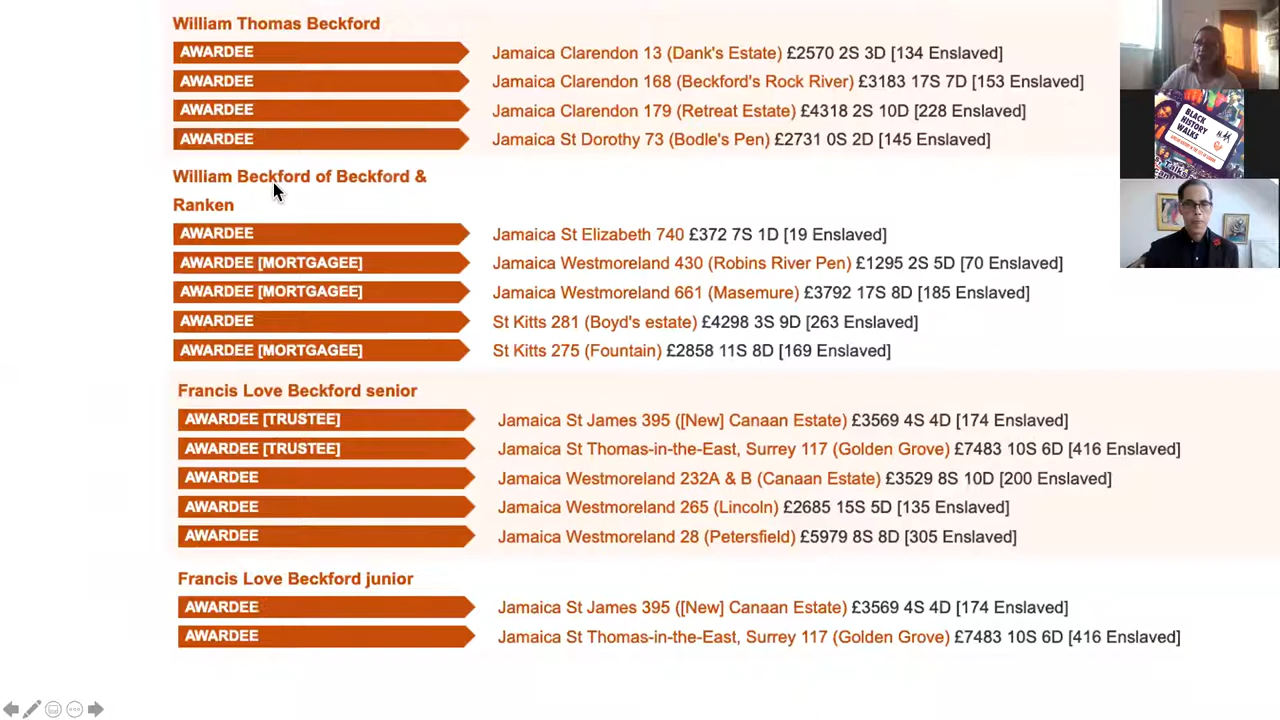 William Thomas Beckford
AWARDEE Jamaica Clarendon 13 (Dank's Estate) £2570 2S 3D [134 Enslaved]
AWARDEE Jamaica Clarendon 168 (Beckford's Rock River) £3183 17S 7D [153 Enslaved]
AWARDEE Jamaica Clarendon 179 (Retreat Estate) £4318 2S 10D [228 Enslaved]
AWARDEE Jamaica St Dorothy 73 (Bodle's Pen) £2731 0S 2D [145 Enslaved]
William Beckford of Beckford &
Ranken
AWARDEE Jamaica St Elizabeth 740 £372 7S 1D [19 Enslaved]
AWARDEE [MORTGAGEE] Jamaica Westmoreland 430 (Robins River Pen) £1295 2S 5D [70 Enslaved]
AWARDEE [MORTGAGEE] Jamaica Westmoreland 661 (Masemure) £3792 17S 8D [185 Enslaved]
AWARDEE St Kitts 281 (Boyd's estate) £4298 3S 9D [263 Enslaved]
AWARDEE [MORTGAGEE] St Kitts 275 (Fountain) £2858 11S 8D [169 Enslaved]
Francis Love Beckford senior
AWARDEE [TRUSTEE] Jamaica St James 395 ([New] Canaan Estate) £3569 4S 4D [174 Enslaved]
AWARDEE [TRUSTEE] Jamaica St Thomas-in-the-East, Surrey 117 (Golden Grove) £7483 10S 6D [416 Enslaved]
AWARDEE Jamaica Westmoreland 232A & B (Canaan Estate) £3529 8S 10D [200 Enslaved]
AWARDEE Jamaica Westmoreland 265 (Lincoln) £2685 15S 5D [135 Enslaved]
AWARDEE Jamaica Westmoreland 28 (Petersfield) £5979 8S 8D [305 Enslaved]
Francis Love Beckford junior
AWARDEE Jamaica St James 395 ([New] Canaan Estate) £3569 4S 4D [174 Enslaved]
AWARDEE Jamaica St Thomas-in-the-East, Surrey 117 (Golden Grove) £7483 10S 6D [416 Enslaved]
BLACK
HISTORY
WALKS